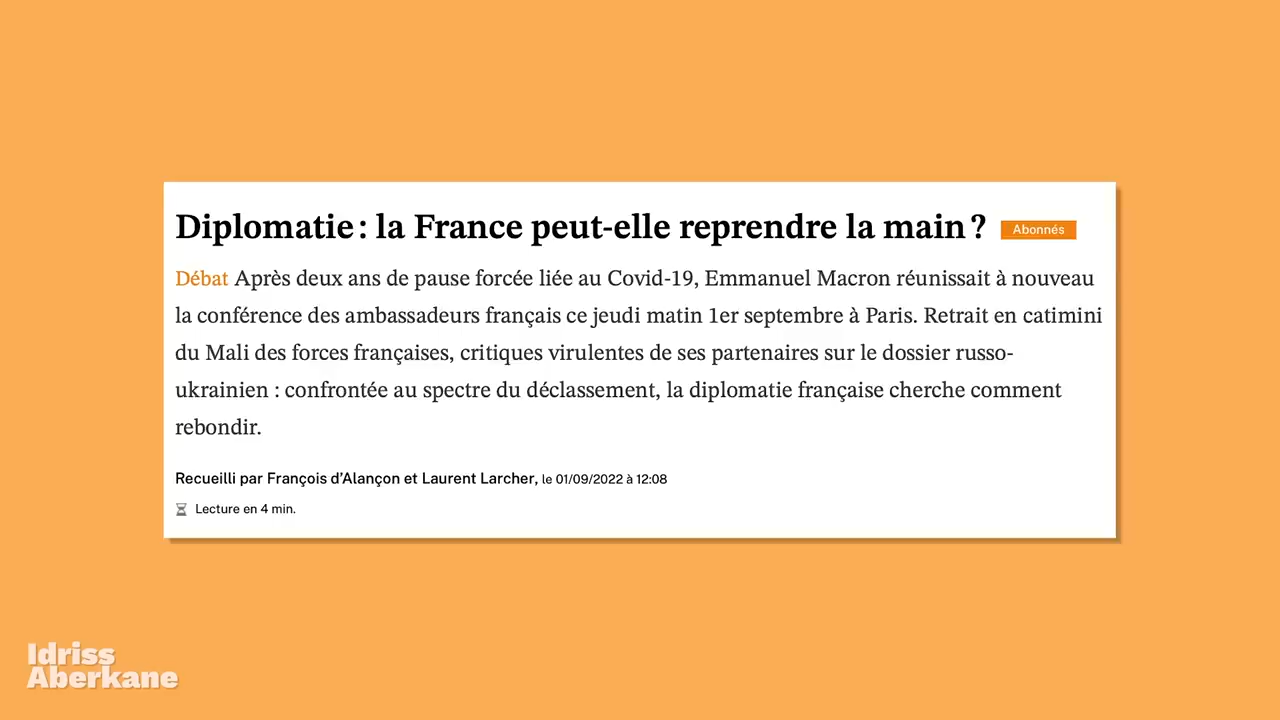 Diplomatie : la France peut-elle reprendre la main ? Abonnés
Débat Après deux ans de pause forcée liée au Covid-19, Emmanuel Macron réunissait à nouveau
la conférence des ambassadeurs français ce jeudi matin 1er septembre à Paris. Retrait en catimini
du Mali des forces françaises, critiques virulentes de ses partenaires sur le dossier russo-
ukrainien : confrontée au spectre du déclassement, la diplomatie française cherche comment
rebondir.
Recueilli par François d’Alançon et Laurent Larcher, le 01/09/2022 à 12:08
Lecture en 4 min.
Idriss
Aberkane